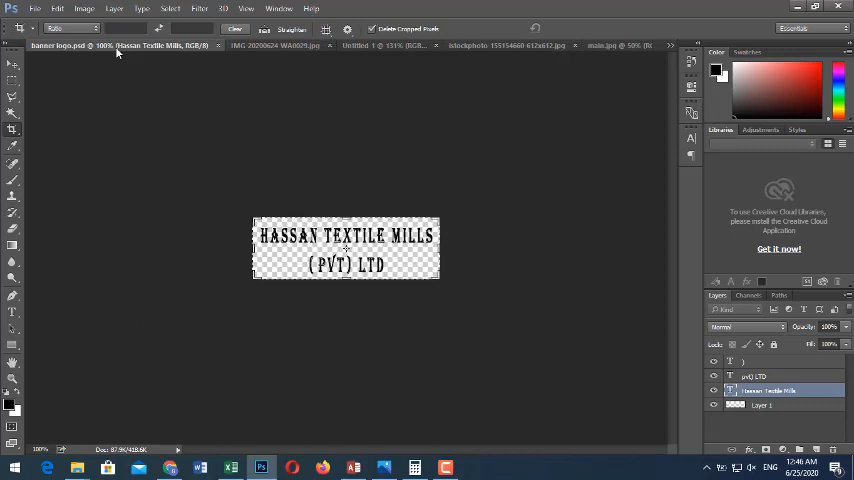 Ps File Edit Image Layer Type Select Filter 3D View Window Help
Ratio Clear Straighten Delete Cropped Pixels Essentials
banner logo.psd @ 100% (Hassan Textile Mills, RGB/8) × IMG 20200624 WA0029.jpg × Untitled 1 @ 131% (RGB... × istockphoto 155154660 612x612.jpg × main.jpg @ 50% (R
Color Swatches
Libraries Adjustments Styles
To use Creative Cloud Libraries,
you need to install the Creative Cloud
Application
Get it now!
HASSAN TEXTILE MILLS
(PVT) LTD
Layers Channels Paths
Kind
Normal Opacity: 100%
Lock: Fill: 100%
T )
T pvt) LTD
T Hassan Textile Mills
Layer 1
100% Doc: 87.9K/418.6K
ENG 12:46 AM
6/25/2020